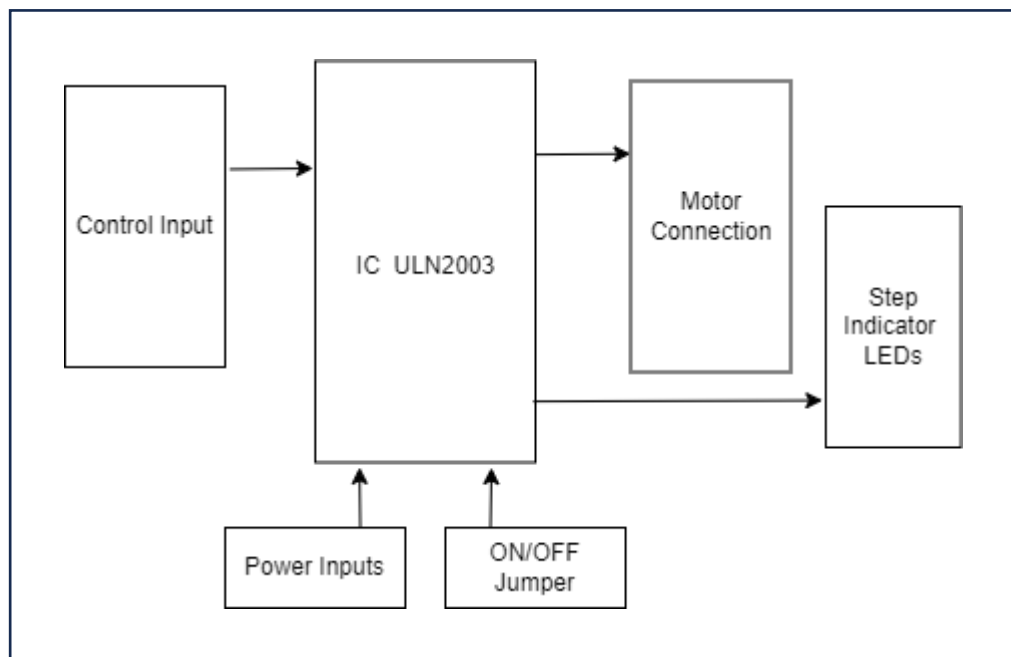 Control Input
IC ULN2003
Motor
Connection
Step
Indicator
LEDs
Power Inputs
ON/OFF
Jumper